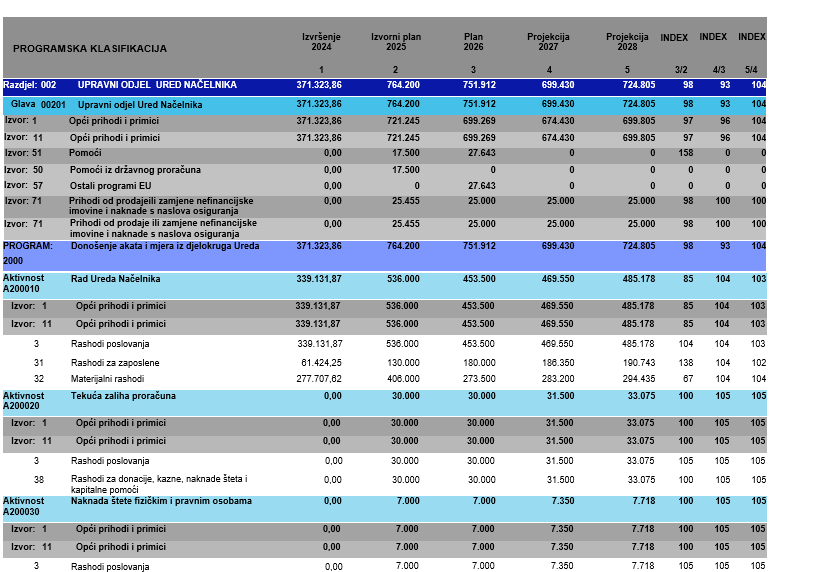 PROGRAMSKA KLASIFIKACIJA Izvršenje 2024 Izvorni plan 2025 Plan 2026 Projekcija 2027 Projekcija 2028 INDEX INDEX INDEX
1 2 3 4 5 3/2 4/3 5/4
Razdjel: 002 UPRAVNI ODJEL URED NAČELNIKA 371.323,86 764.200 751.912 699.430 724.805 98 93 104
Glava 00201 Upravni odjel Ured Načelnika 371.323,86 764.200 751.912 699.430 724.805 98 93 104
Izvor: 1 Opći prihodi i primici 371.323,86 721.245 699.269 674.430 699.805 97 96 104
Izvor: 11 Opći prihodi i primici 371.323,86 721.245 699.269 674.430 699.805 97 96 104
Izvor: 51 Pomoći 0,00 17.500 27.643 0 0 158 0 0
Izvor: 50 Pomoći iz državnog proračuna 0,00 17.500 0 0 0 0 0 0
Izvor: 57 Ostali programi EU 0,00 0 27.643 0 0 0 0 0
Izvor: 71 Prihodi od prodajeili zamjene nefinancijske 0,00 25.455 25.000 25.000 25.000 98 100 100
imovine i naknade s naslova osiguranja
Izvor: 71 Prihodi od prodaje ili zamjene nefinancijske 0,00 25.455 25.000 25.000 25.000 98 100 100
imovine i naknade s naslova osiguranja
PROGRAM: Donošenje akata i mjera iz djelokruga Ureda 371.323,86 764.200 751.912 699.430 724.805 98 93 104
2000
Aktivnost Rad Ureda Načelnika 339.131,87 536.000 453.500 469.550 485.178 85 104 103
A200010
Izvor: 1 Opći prihodi i primici 339.131,87 536.000 453.500 469.550 485.178 85 104 103
Izvor: 11 Opći prihodi i primici 339.131,87 536.000 453.500 469.550 485.178 85 104 103
3 Rashodi poslovanja 339.131,87 536.000 453.500 469.550 485.178 104 104 103
31 Rashodi za zaposlene 61.424,25 130.000 180.000 186.350 190.743 138 104 102
32 Materijalni rashodi 277.707,62 406.000 273.500 283.200 294.435 67 104 104
Aktivnost Tekuća zaliha proračuna 0,00 30.000 30.000 31.500 33.075 100 105 105
A200020
Izvor: 1 Opći prihodi i primici 0,00 30.000 30.000 31.500 33.075 100 105 105
Izvor: 11 Opći prihodi i primici 0,00 30.000 30.000 31.500 33.075 100 105 105
3 Rashodi poslovanja 0,00 30.000 30.000 31.500 33.075 105 105 105
38 Rashodi za donacije, kazne, naknade šteta i 0,00 30.000 30.000 31.500 33.075 100 105 105
kapitalne pomoći
Aktivnost Naknada štete fizičkim i pravnim osobama 0,00 7.000 7.000 7.350 7.718 100 105 105
A200030
Izvor: 1 Opći prihodi i primici 0,00 7.000 7.000 7.350 7.718 100 105 105
Izvor: 11 Opći prihodi i primici 0,00 7.000 7.000 7.350 7.718 100 105 105
3 Rashodi poslovanja 0,00 7.000 7.000 7.350 7.718 105 105 105